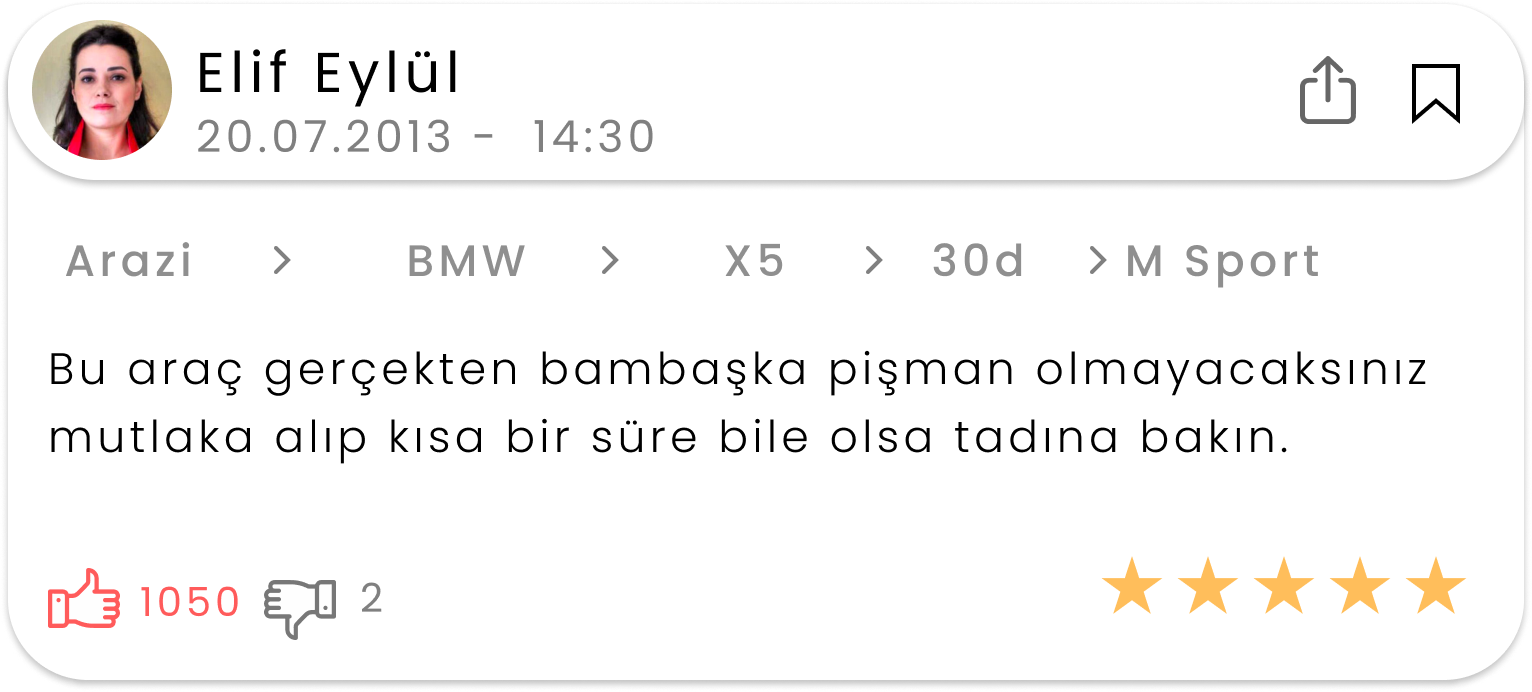 Elif Eylül
20.07.2013 - 14:30
Arazi > BMW > X5 > 30d > M Sport
Bu araç gerçekten bambaşka pişman olmayacaksınız
mutlaka alıp kısa bir süre bile olsa tadına bakın.
1050 2